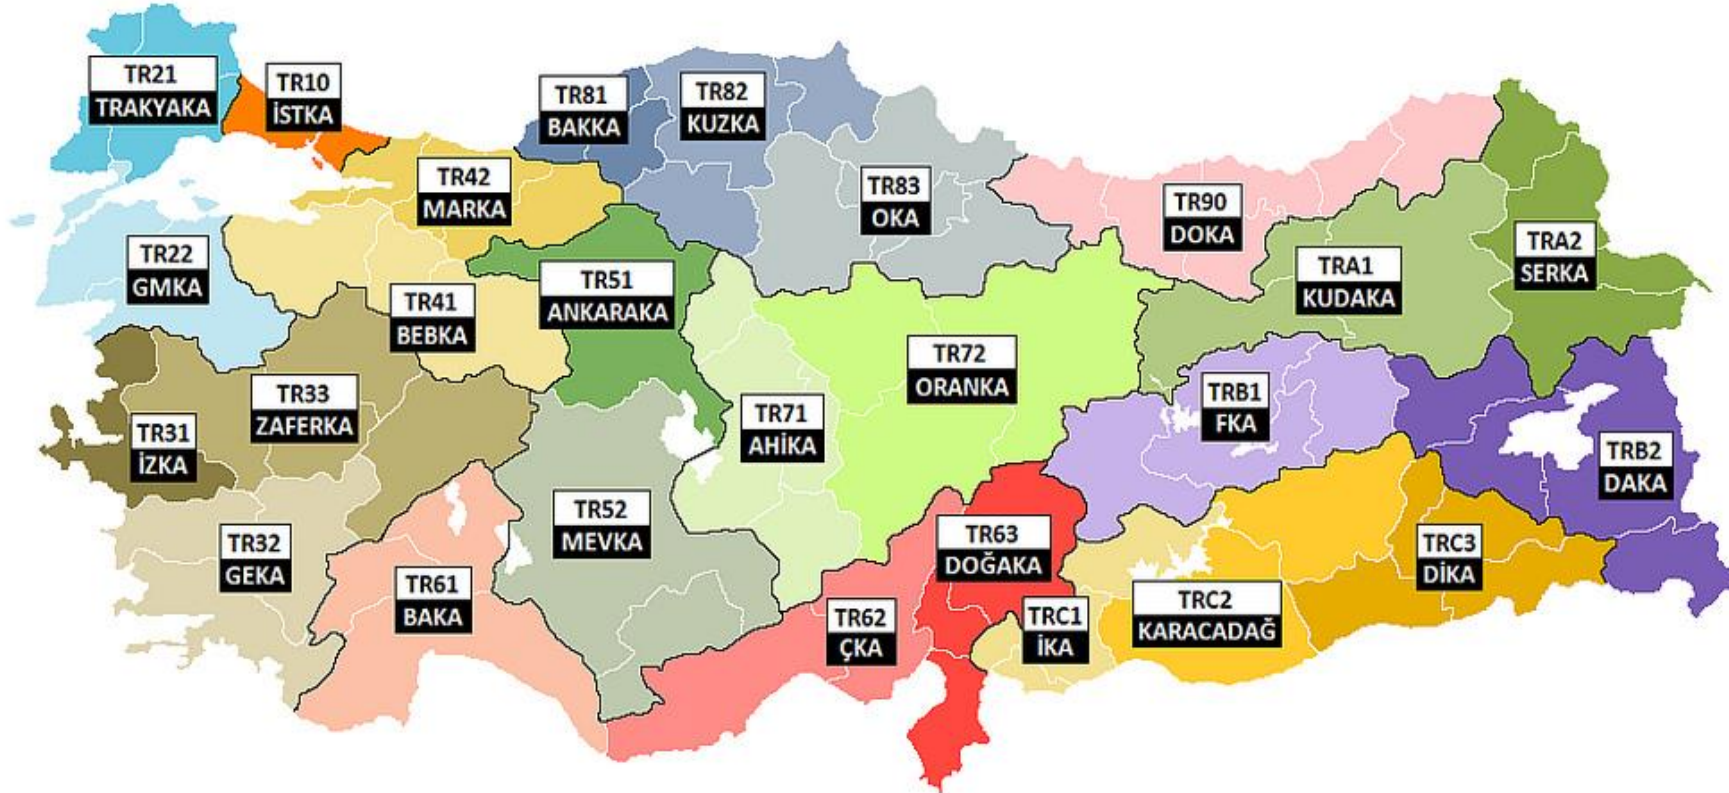 TR21
TRAKYAKA
TR10
İSTKA
TR81
BAKKA
TR82
KUZKA
TR42
MARKA
TR83
OKA
TR90
DOKA
TR22
GMKA
TR41
BEBKA
TR51
ANKARAKA
TRA1
KUDAKA
TRA2
SERKA
TR31
İZKA
TR33
ZAFERKA
TR71
AHİKA
TR72
ORANKA
TRB1
FKA
TRB2
DAKA
TR32
GEKA
TR61
BAKA
TR52
MEVKA
TR62
ÇKA
TR63
DOĞAKA
TRC1
İKA
TRC2
KARACADAĞ
TRC3
DİKA